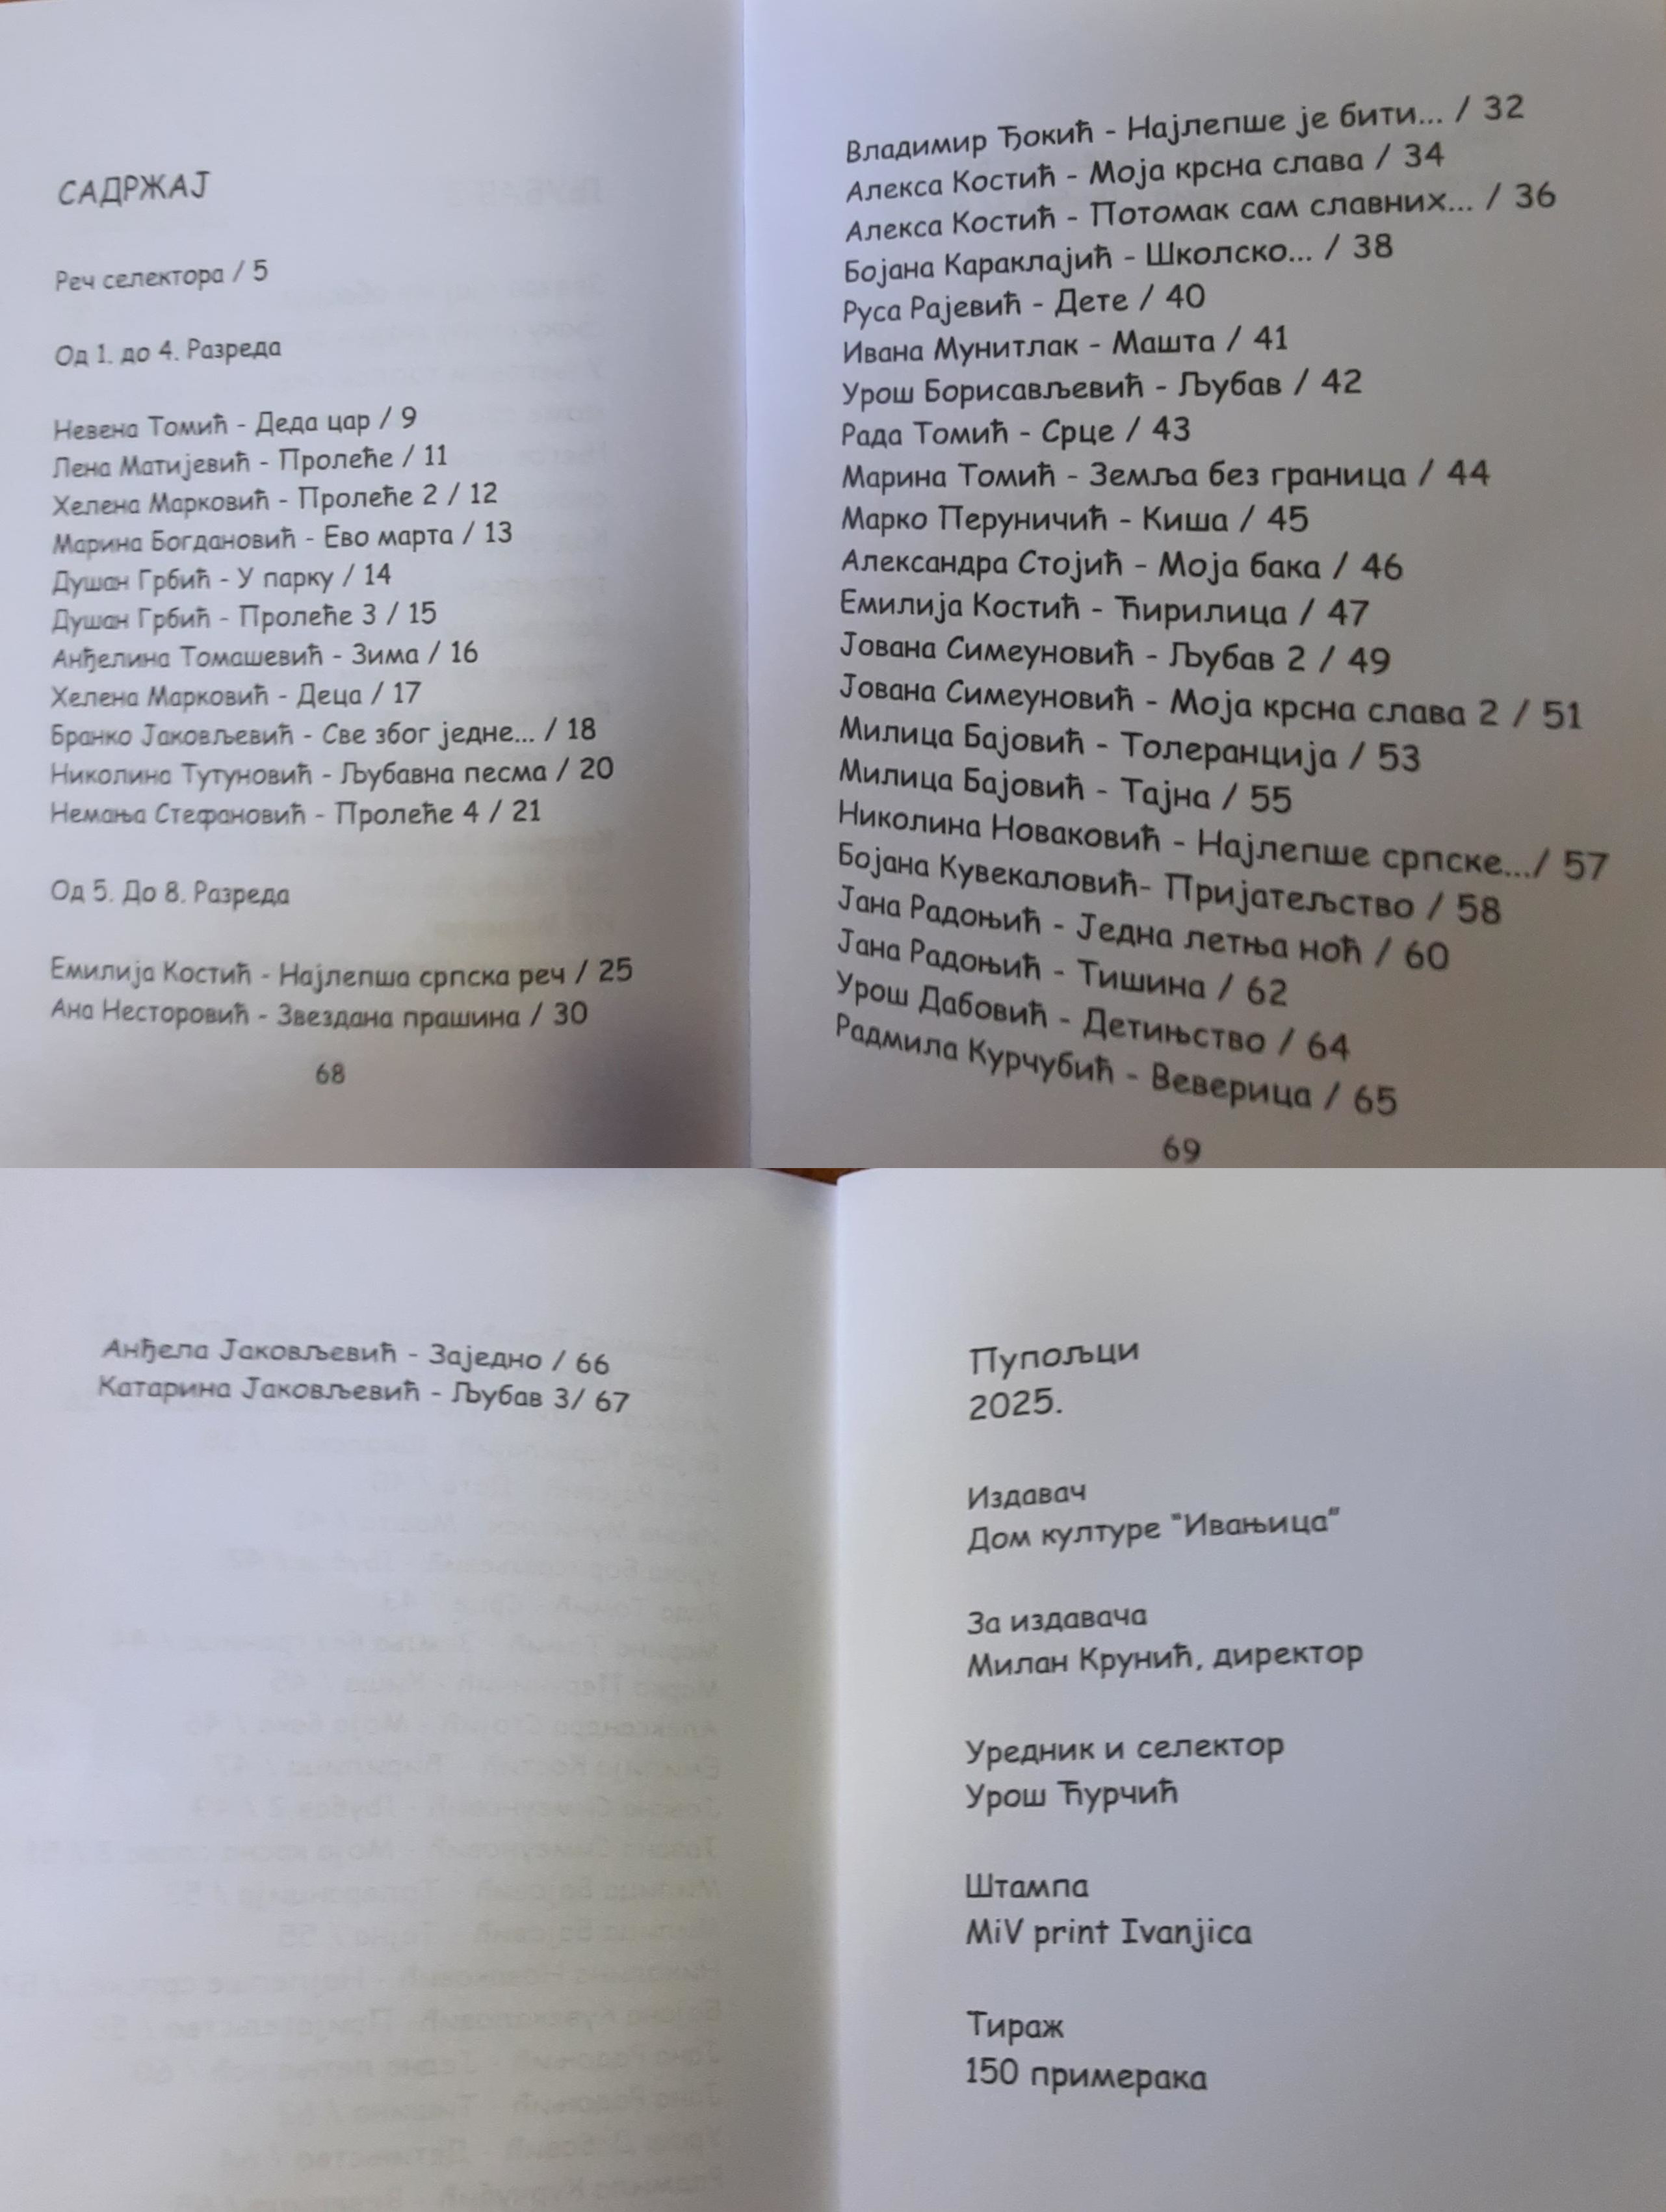 САДРЖАЈ
Реч селектора / 5
Од 1. до 4. Разреда
Невена Томић - Деда цар / 9
Лена Матијевић - Пролеће / 11
Хелена Марковић - Пролеће 2 / 12
Марина Богдановић - Ево марта / 13
Душан Грбић - У парку / 14
Душан Грбић - Пролеће 3 / 15
Анђелина Томашевић - Зима / 16
Хелена Марковић - Деца / 17
Бранко Јаковљевић - Све због једне... / 18
Николина Тутуновић - Љубавна песма / 20
Немања Стефановић - Пролеће 4 / 21
Од 5. До 8. Разреда
Емилија Костић - Најлепша српска реч / 25
Ана Несторовић - Звездана прашина / 30
68
Владимир Ђокић - Најлепше је бити... / 32
Алекса Костић - Моја крсна слава / 34
Алекса Костић - Потомак сам славних... / 36
Бојана Караклајић - Школско... / 38
Руса Рајевић - Дете / 40
Ивана Мунитлак - Машта / 41
Урош Борисављевић - Љубав / 42
Рада Томић - Срце / 43
Марина Томић - Земља без граница / 44
Марко Перуничић - Киша / 45
Александра Стојић - Моја бака / 46
Емилија Костић - Ћирилица / 47
Јована Симеуновић - Љубав 2 / 49
Јована Симеуновић - Моја крсна слава 2 / 51
Милица Бајовић - Толеранција / 53
Милица Бајовић - Тајна / 55
Николина Новаковић - Најлепше српске.../ 57
Бојана Кувекаловић- Пријатељство / 58
Јана Радоњић - Једна летња ноћ / 60
Јана Радоњић - Тишина / 62
Урош Дабовић - Детињство / 64
Радмила Курчубић - Веверица / 65
69
Анђела Јаковљевић - Заједно / 66
Катарина Јаковљевић - Љубав 3/ 67
Пупољци
2025.
Издавач
Дом културе "Ивањица"
За издавача
Милан Крунић, директор
Уредник и селектор
Урош Ћурчић
Штампа
MiV print Ivanjica
Тираж
150 примерака